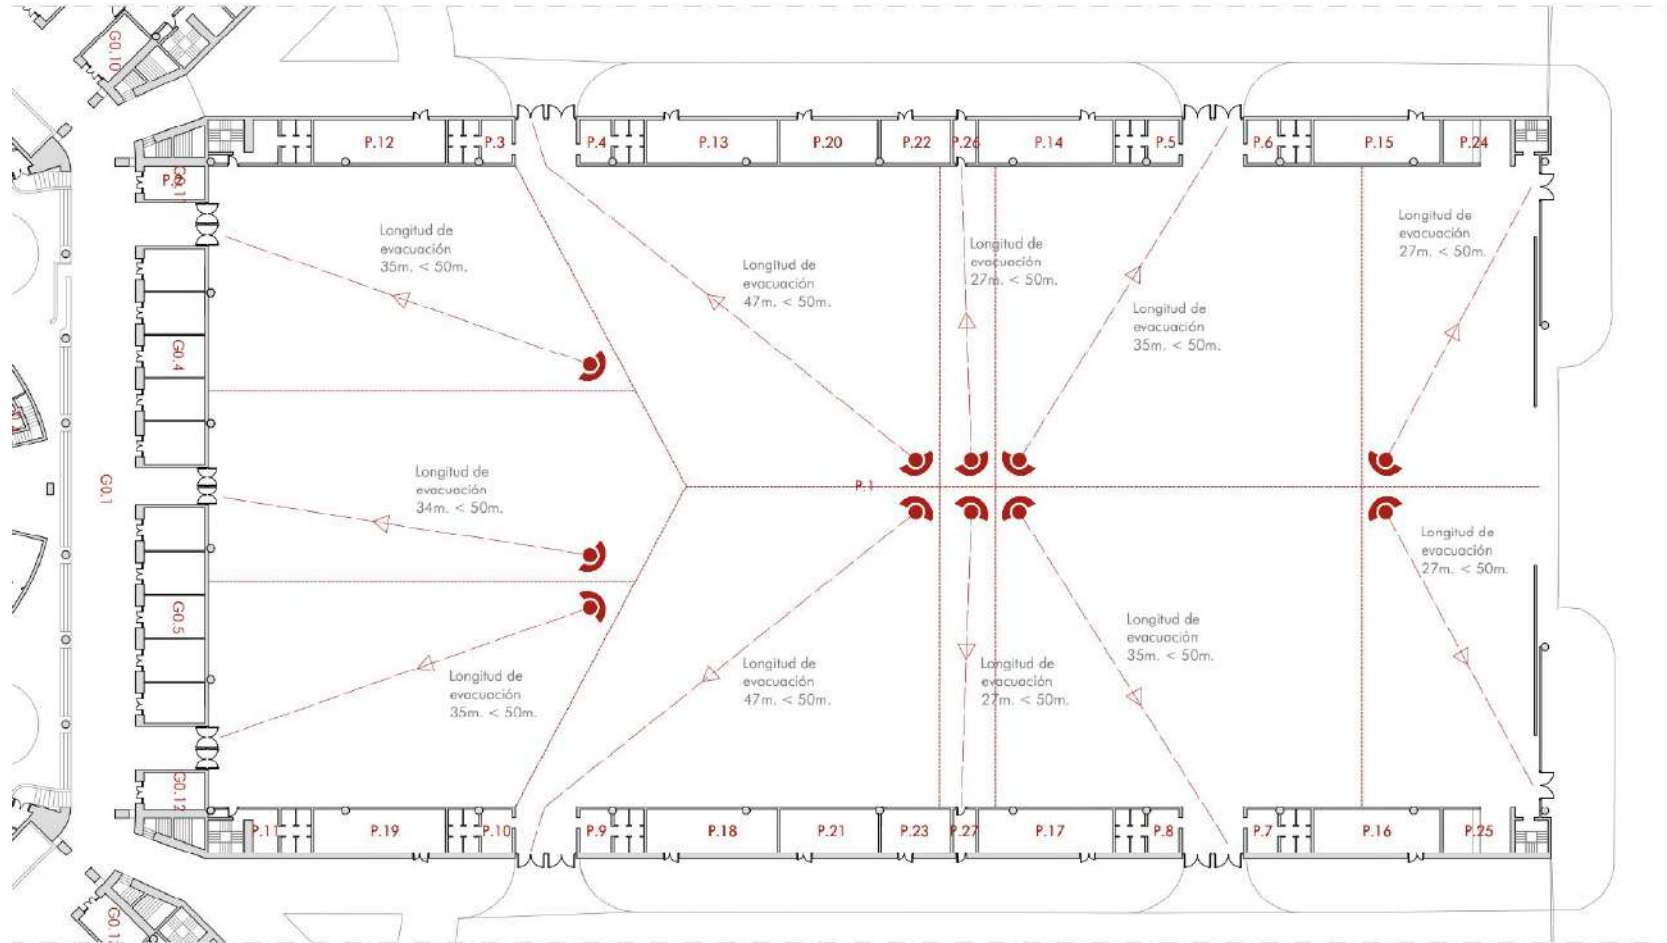 G0.10
P.12
P.3
P.4
P.13
P.20
P.22
P.26
P.14
P.5
P.6
P.15
P.24
P.2
Longitud de
evacuación
35m. < 50m.
Longitud de
evacuación
47m. < 50m.
Longitud de
evacuación
27m. < 50m.
Longitud de
evacuación
35m. < 50m.
Longitud de
evacuación
27m. < 50m.
G0.4
G0.1
Longitud de
evacuación
34m. < 50m.
P.1
Longitud de
evacuación
27m. < 50m.
G0.5
Longitud de
evacuación
35m. < 50m.
Longitud de
evacuación
47m. < 50m.
Longitud de
evacuación
27m. < 50m.
Longitud de
evacuación
35m. < 50m.
G0.12
P.11
P.19
P.10
P.9
P.18
P.21
P.23
P.27
P.17
P.8
P.7
P.16
P.25